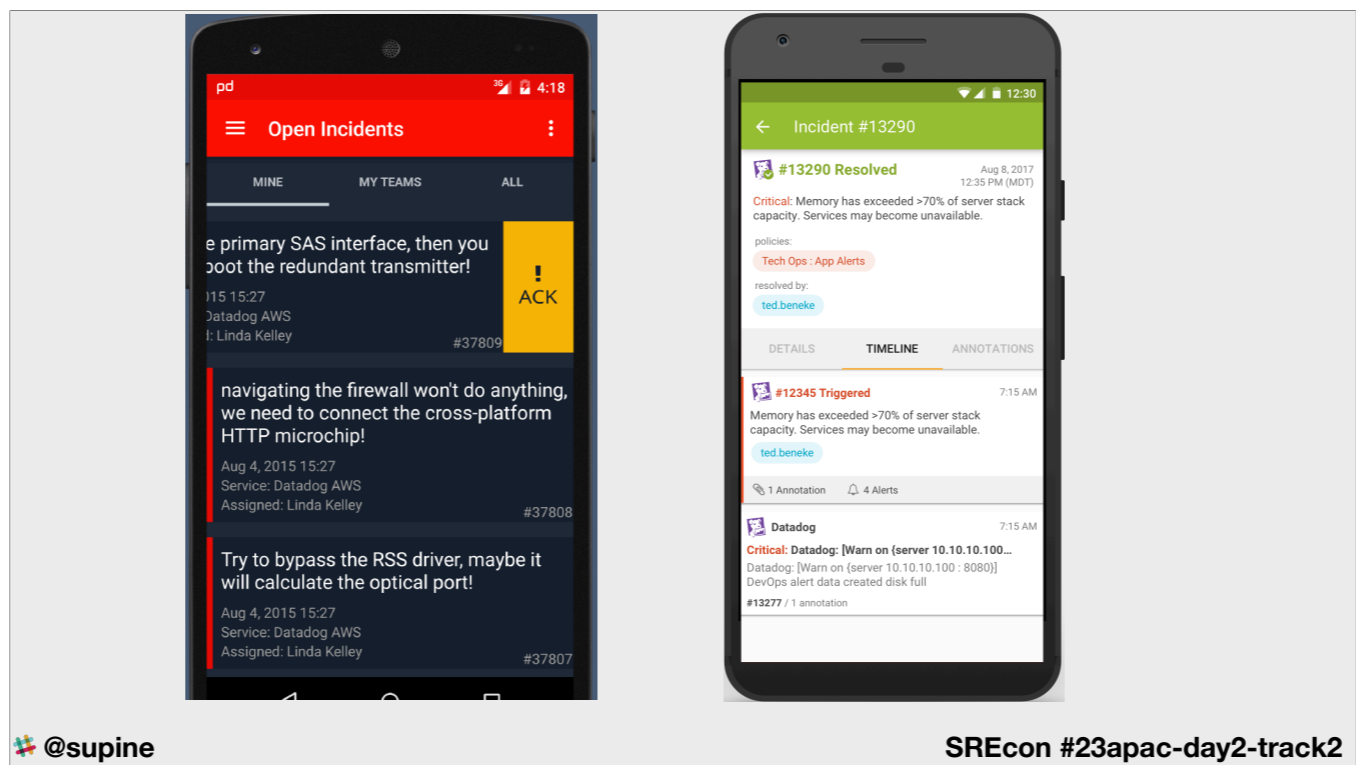 pd
3G
4:18
Open Incidents
MINE
MY TEAMS
ALL
e primary SAS interface, then you
boot the redundant transmitter!
015 15:27
Datadog AWS
d: Linda Kelley
#37809
!
ACK
navigating the firewall won't do anything,
we need to connect the cross-platform
HTTP microchip!
Aug 4, 2015 15:27
Service: Datadog AWS
Assigned: Linda Kelley
#37808
Try to bypass the RSS driver, maybe it
will calculate the optical port!
Aug 4, 2015 15:27
Service: Datadog AWS
Assigned: Linda Kelley
#37807
12:30
Incident #13290
#13290 Resolved
Aug 8, 2017
12:35 PM (MDT)
Critical: Memory has exceeded >70% of server stack
capacity. Services may become unavailable.
policies:
Tech Ops : App Alerts
resolved by:
ted.beneke
DETAILS
TIMELINE
ANNOTATIONS
#12345 Triggered
7:15 AM
Memory has exceeded >70% of server stack
capacity. Services may become unavailable.
ted.beneke
1 Annotation
4 Alerts
Datadog
7:15 AM
Critical: Datadog: [Warn on {server 10.10.10.100...
Datadog: [Warn on {server 10.10.10.100 : 8080}]
DevOps alert data created disk full
#13277 / 1 annotation
@supine
SREcon #23apac-day2-track2